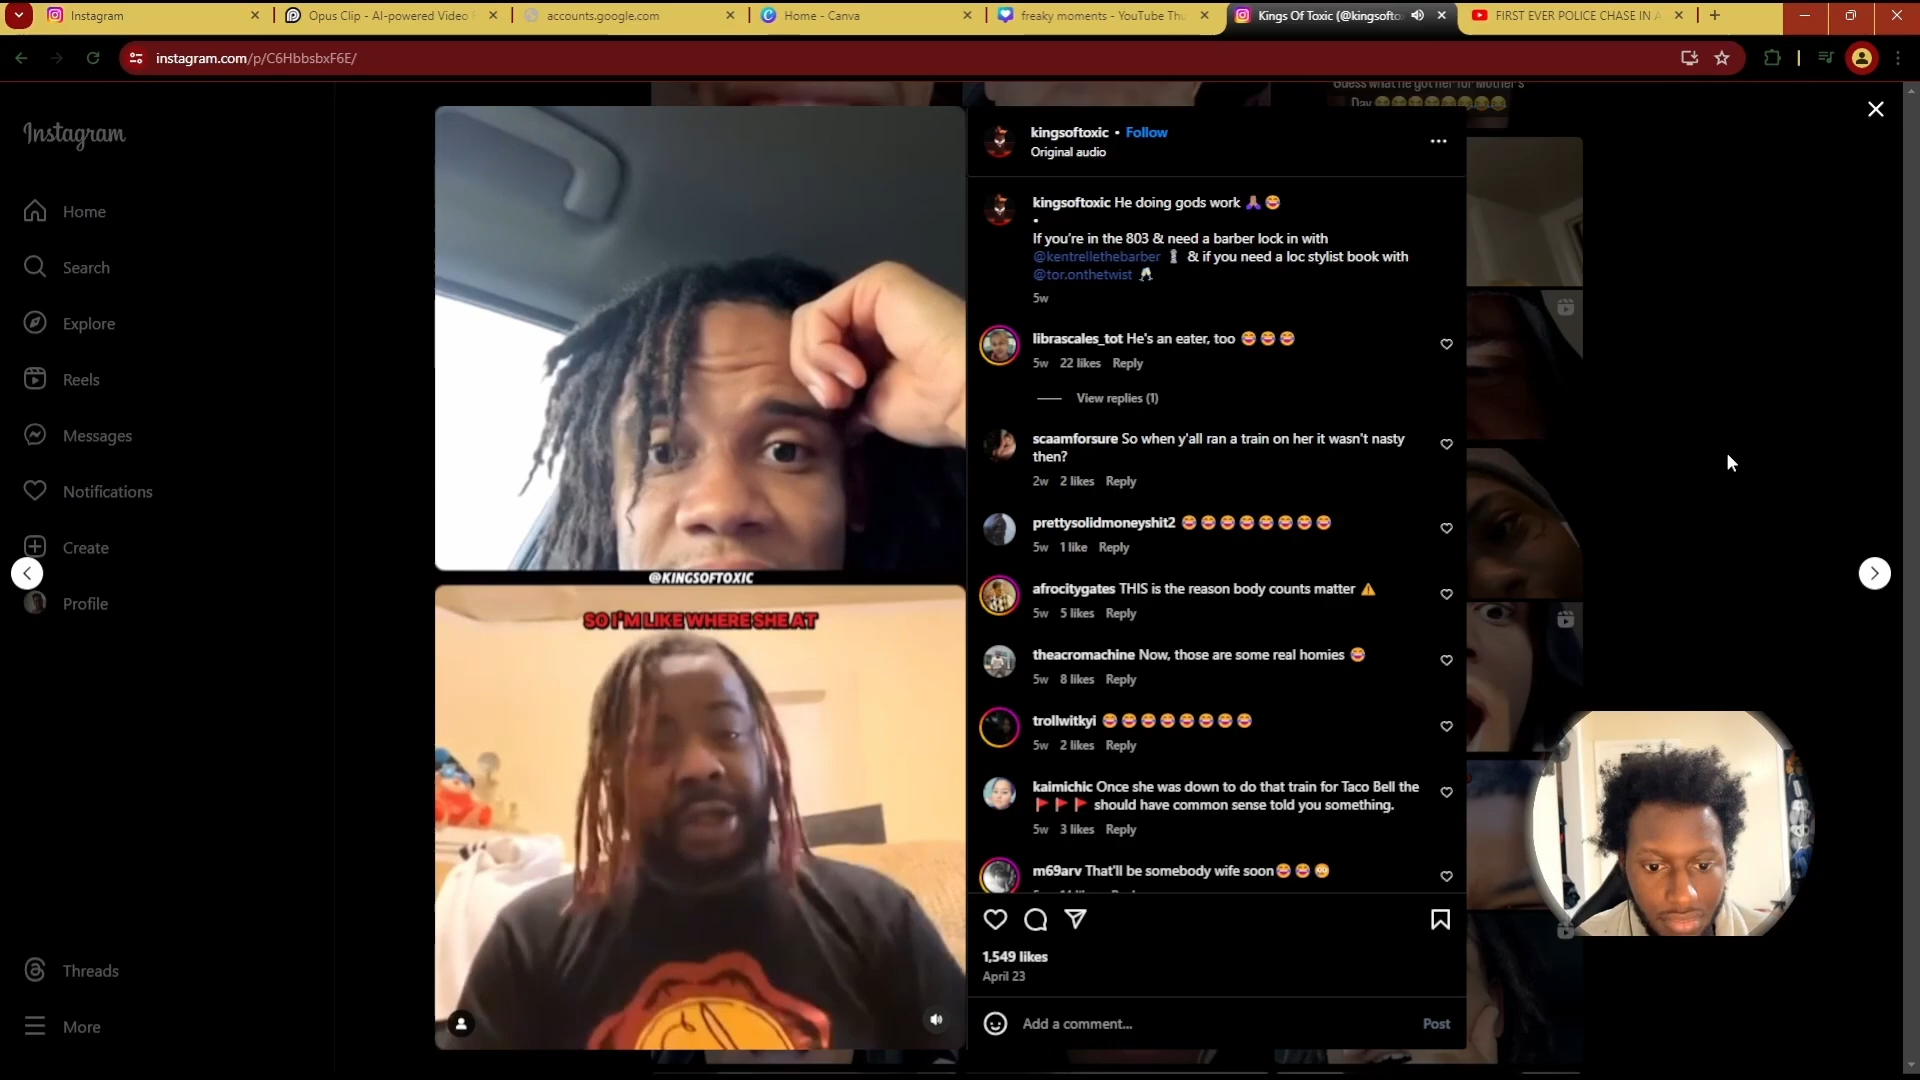 Instagram
Opus Clip - AI-powered Video
accounts.google.com
Home - Canva
freaky moments - YouTube Thu
Kings Of Toxic (@kingsofto
FIRST EVER POLICE CHASE IN A
instagram.com/p/C6HbbsbxF6E/
Guess what he got her for Mother's
Day
Instagram
Home
Search
Explore
Reels
Messages
Notifications
Create
Profile
Threads
More
@KINGSOFTOXIC
SO I'M LIKE WHERE SHE AT
kingsoftoxic • Follow
Original audio
kingsoftoxic He doing gods work 🙏🏽😂
•
If you're in the 803 & need a barber lock in with
@kentrellethebarber 💈 & if you need a loc stylist book with
@tor.onthetwist 🥂
5w
librascales_tot He's an eater, too 😂😂😂
5w 22 likes Reply
View replies (1)
scaamforsure So when y'all ran a train on her it wasn't nasty
then?
2w 2 likes Reply
prettysolidmoneyshit2 😂😂😂😂😂😂😂😂
5w 1 like Reply
afrocitygates THIS is the reason body counts matter ⚠️
5w 5 likes Reply
theacromachine Now, those are some real homies 😂
5w 8 likes Reply
trollwitkyi 😂😂😂😂😂😂😂😂
5w 2 likes Reply
kaimichic Once she was down to do that train for Taco Bell the
🚩🚩🚩 should have common sense told you something.
5w 3 likes Reply
m69arv That'll be somebody wife soon😂😂😳
1,549 likes
April 23
Add a comment...
Post